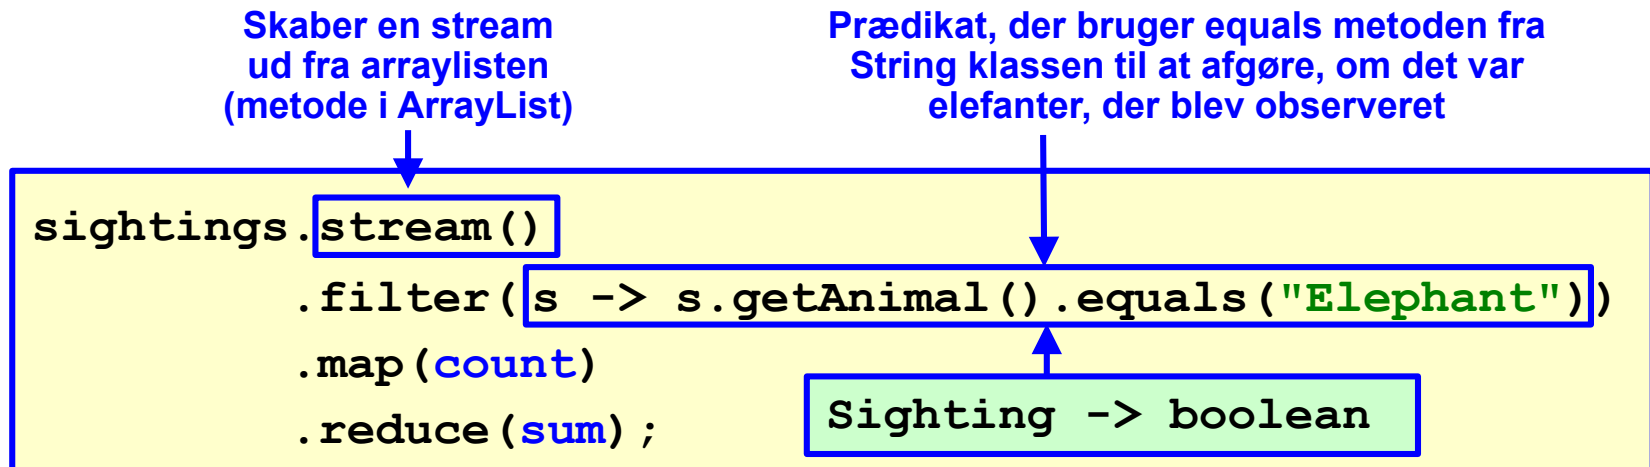 Skaber en stream
ud fra arraylisten
(metode i ArrayList)
Prædikat, der bruger equals metoden fra
String klassen til at afgøre, om det var
elefanter, der blev observeret
sightings.stream()
.filter(s -> s.getAnimal().equals("Elephant"))
.map(count)
.reduce(sum);
Sighting -> boolean